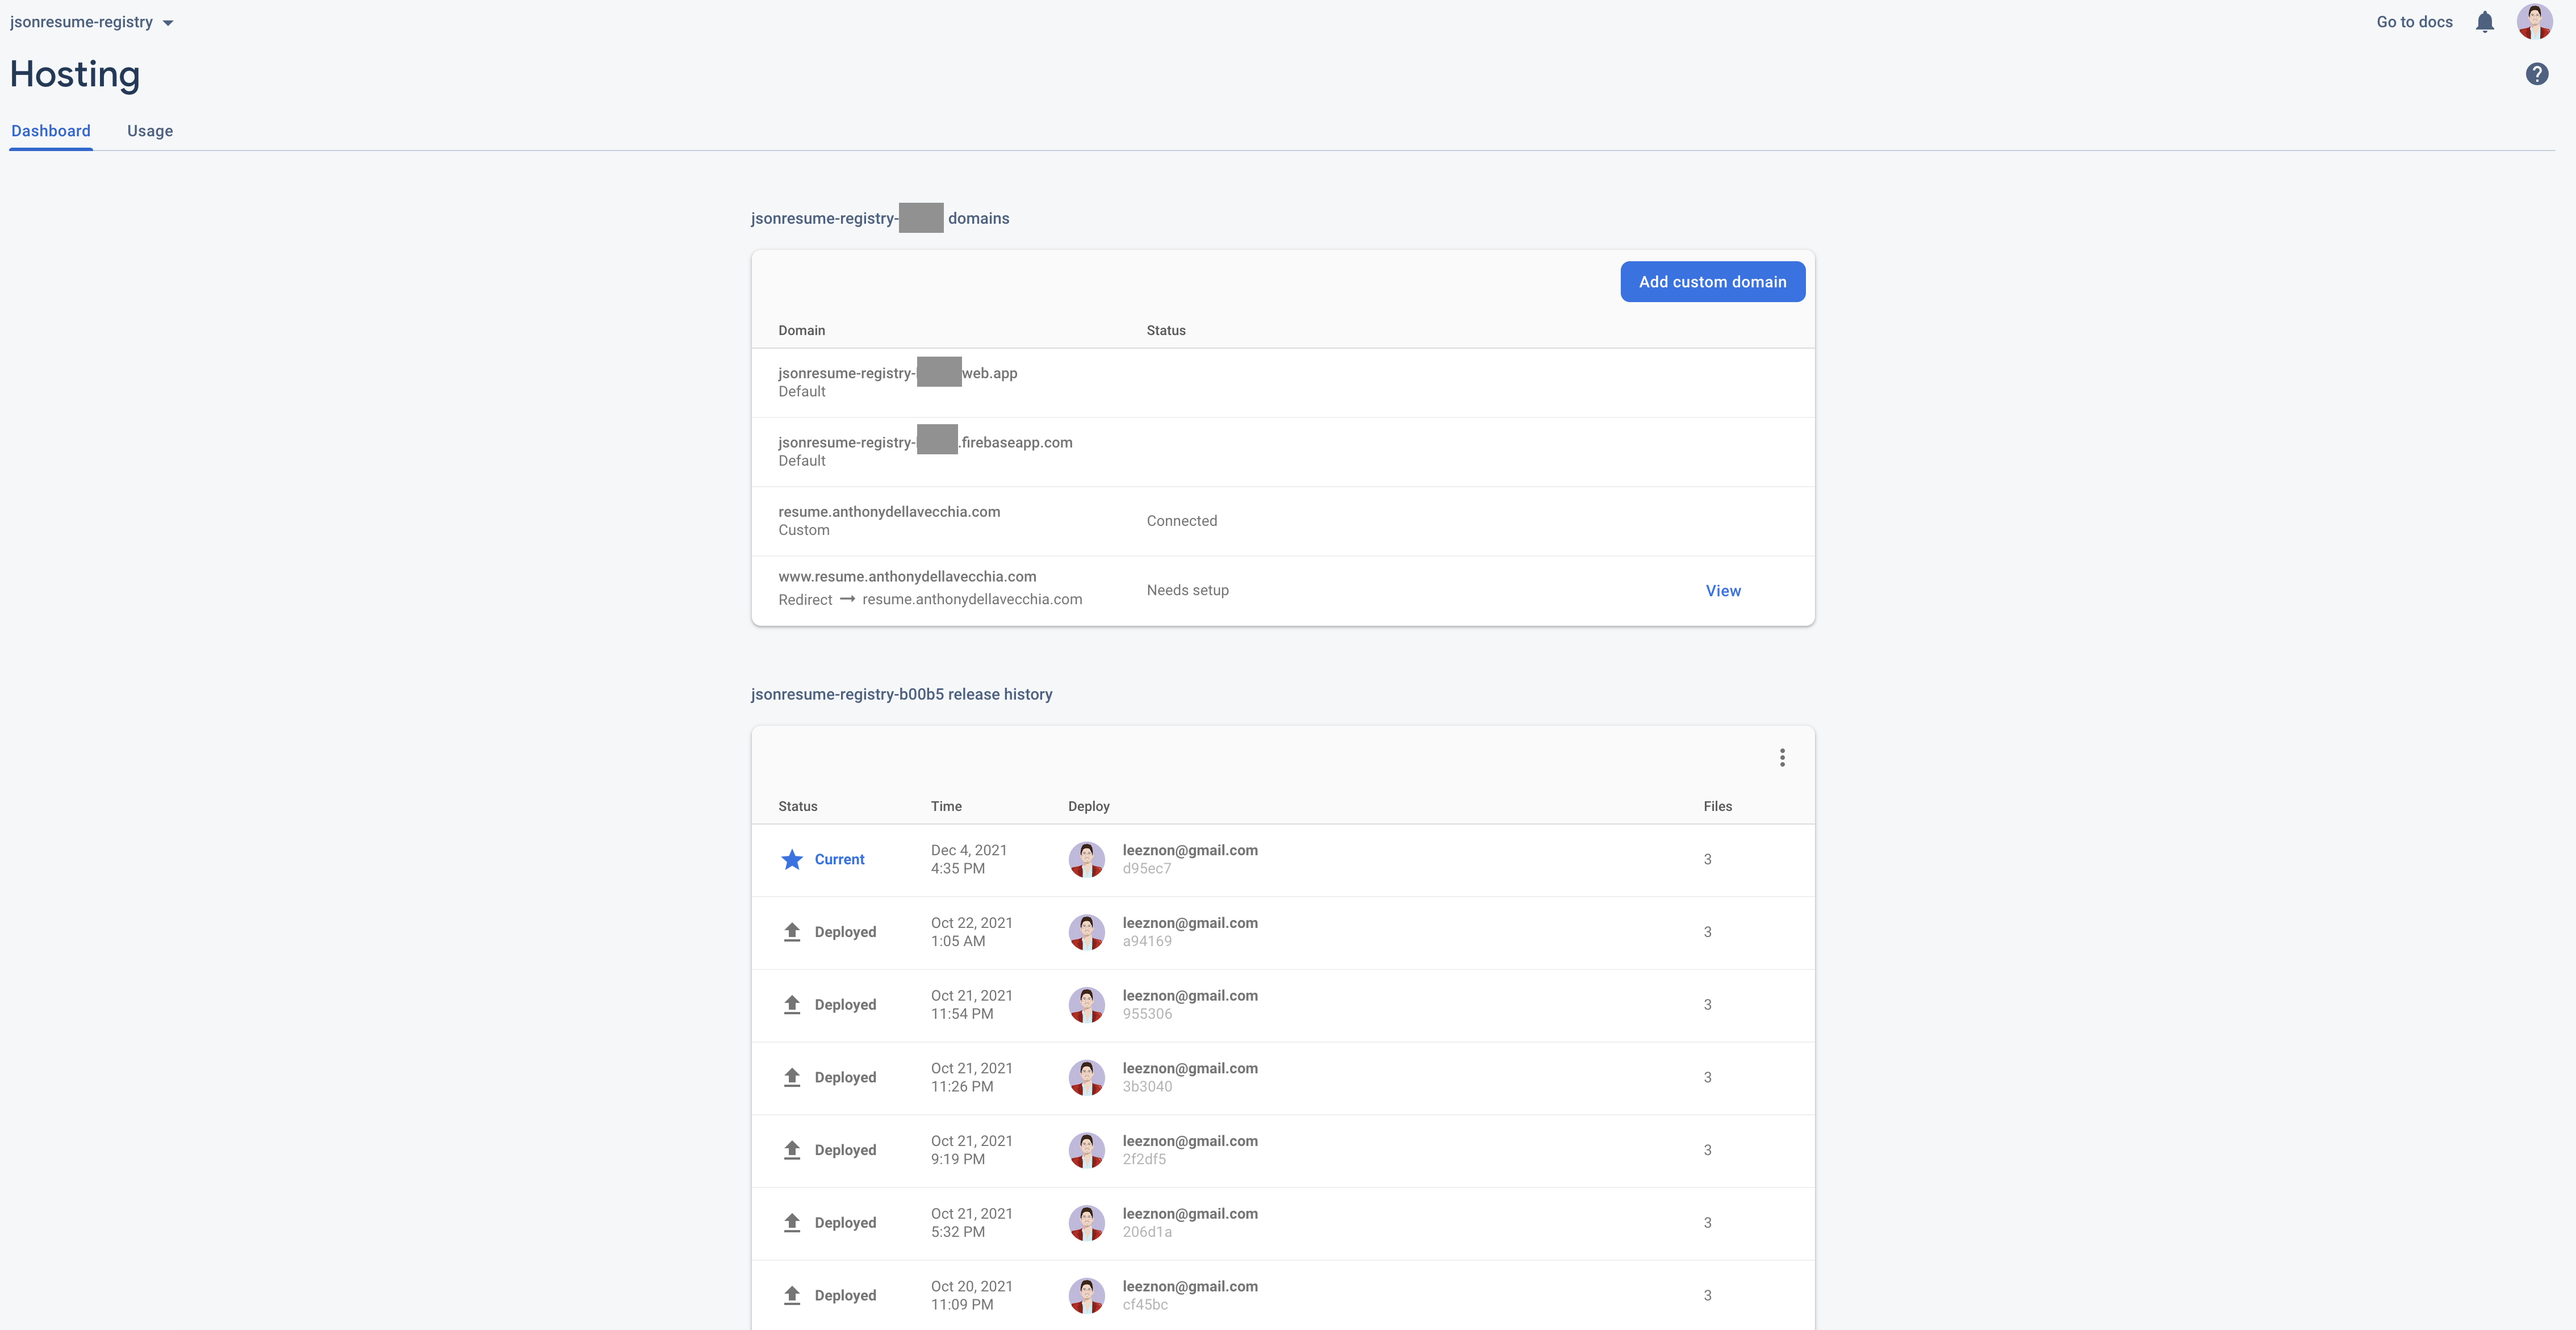 jsonresume-registry
Go to docs
Hosting
Dashboard Usage
jsonresume-registry- domains
Add custom domain
Domain Status
jsonresume-registry- web.app
Default
jsonresume-registry- .firebaseapp.com
Default
resume.anthonydellavecchia.com
Custom
Connected
www.resume.anthonydellavecchia.com
Redirect → resume.anthonydellavecchia.com
Needs setup
View
jsonresume-registry-b00b5 release history
Status Time Deploy Files
Current
Dec 4, 2021
4:35 PM
leeznon@gmail.com
d95ec7
3
Deployed
Oct 22, 2021
1:05 AM
leeznon@gmail.com
a94169
3
Deployed
Oct 21, 2021
11:54 PM
leeznon@gmail.com
955306
3
Deployed
Oct 21, 2021
11:26 PM
leeznon@gmail.com
3b3040
3
Deployed
Oct 21, 2021
9:19 PM
leeznon@gmail.com
2f2df5
3
Deployed
Oct 21, 2021
5:32 PM
leeznon@gmail.com
206d1a
3
Deployed
Oct 20, 2021
11:09 PM
leeznon@gmail.com
cf45bc
3